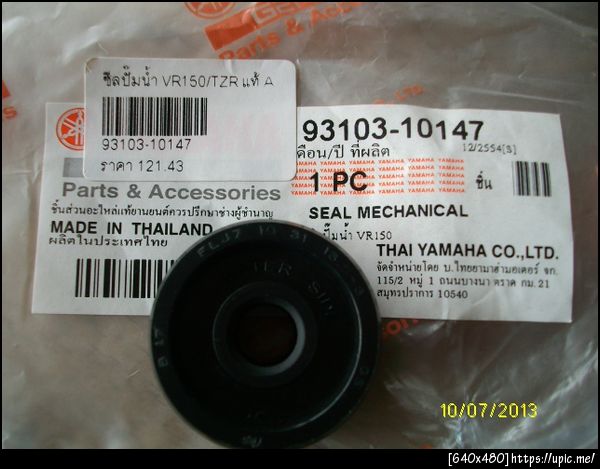 Parts & Accessories
ซีลปั๊มน้ำ VR150/TZR แท้ A
93103-10147
ราคา 121.43
93103-10147
เดือน/ปี ที่ผลิต
12/2554[S]
YAMAHA YAMAHA YAMAHA YAMAHA YAMAHA
1 PC
ชิ้น
Parts & Accessories
ชิ้นส่วนอะไหล่แท้ยามยนต์ควรปรึกษาช่างผู้ชำนาญ
MADE IN THAILAND
ผลิตในประเทศไทย
SEAL MECHANICAL
ปั๊มน้ำ VR150
THAI YAMAHA CO.,LTD.
จัดจำหน่ายโดย บ.ไทยยามาฮ่ามอเตอร์ จก.
115/2 หมู่ 1 ถนนบางนา ตราด กม.21
สมุทรปราการ 10540
Accessories
10/07/2013
[640x480]https://upic.me/